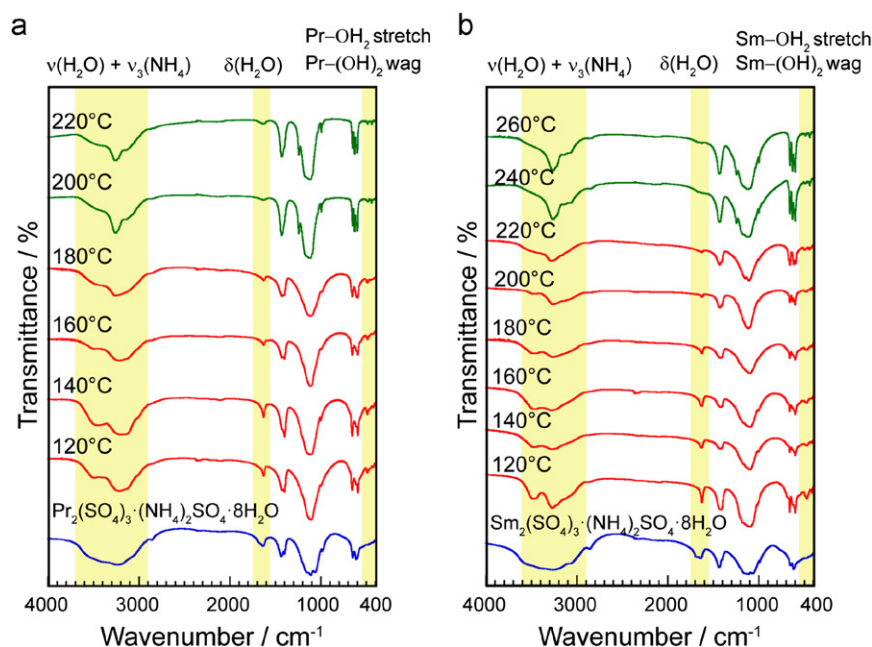 a
Pr–OH₂ stretch
ν(H₂O) + ν₃(NH₄) δ(H₂O) Pr–(OH)₂ wag
220°C
200°C
180°C
160°C
140°C
120°C
Pr₂(SO₄)₃·(NH₄)₂SO₄·8H₂O
Transmittance / %
4000 3000 2000 1000 400
Wavenumber / cm⁻¹
b
Sm–OH₂ stretch
ν(H₂O) + ν₃(NH₄) δ(H₂O) Sm–(OH)₂ wag
260°C
240°C
220°C
200°C
180°C
160°C
140°C
120°C
Sm₂(SO₄)₃·(NH₄)₂SO₄·8H₂O
Transmittance / %
4000 3000 2000 1000 400
Wavenumber / cm⁻¹